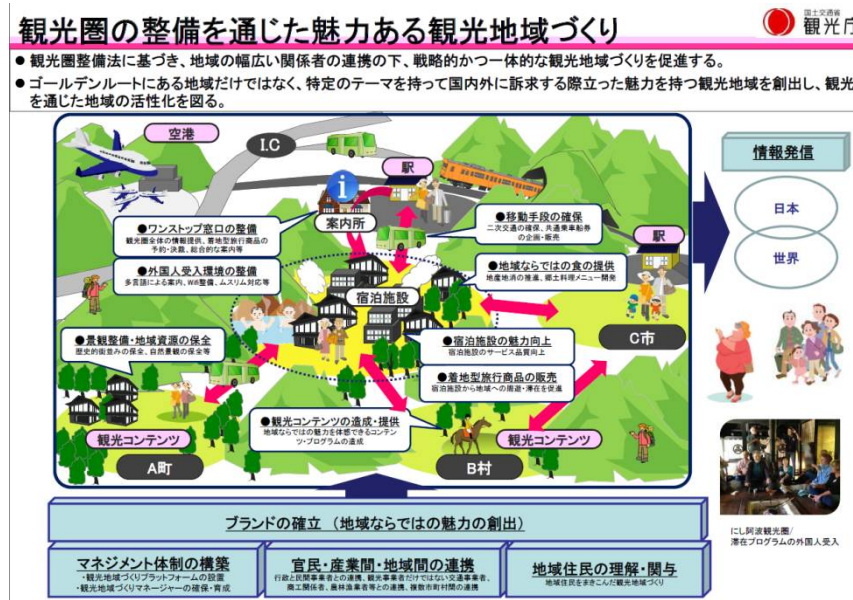 観光圏の整備を通じた魅力ある観光地域づくり
国土交通省
観光庁
● 観光圏整備法に基づき、地域の幅広い関係者の連携の下、戦略的かつ一体的な観光地域づくりを促進する。
● ゴールデンルートにある地域だけではなく、特定のテーマを持って国内外に訴求する際立った魅力を持つ観光地域を創出し、観光
を通じた地域の活性化を図る。
空港
I.C
駅
i
案内所
●ワンストップ窓口の整備
観光圏全体の情報提供、着地型旅行商品の
予約・決裁、総合的な案内等
●外国人受入環境の整備
多言語による案内、Wifi整備、ムスリム対応等
●移動手段の確保
二次交通の確保、共通乗車船券
の企画・販売
駅
●地域ならではの食の提供
地産地消の推進、郷土料理メニュー開発
宿泊施設
C市
●景観整備・地域資源の保全
歴史的街並みの保全、自然景観の保全等
●宿泊施設の魅力向上
宿泊施設のサービス品質向上
●着地型旅行商品の販売
宿泊施設から地域への周遊・滞在を促進
●観光コンテンツの造成・提供
地域ならではの魅力を体感できるコンテン
ツ・プログラムの造成
観光コンテンツ
A町
観光コンテンツ
B村
情報発信
日本
世界
にし阿波観光圏/
滞在プログラムの外国人受入
ブランドの確立 (地域ならではの魅力の創出)
マネジメント体制の構築
・観光地域づくりプラットフォームの設置
・観光地域づくりマネージャーの確保・育成
官民・産業間・地域間の連携
行政と民間事業者との連携、観光事業者だけではない交通事業者、
商工関係者、農林漁業者等との連携、複数市町村間の連携
地域住民の理解・関与
地域住民をまきこんだ観光地域づくり